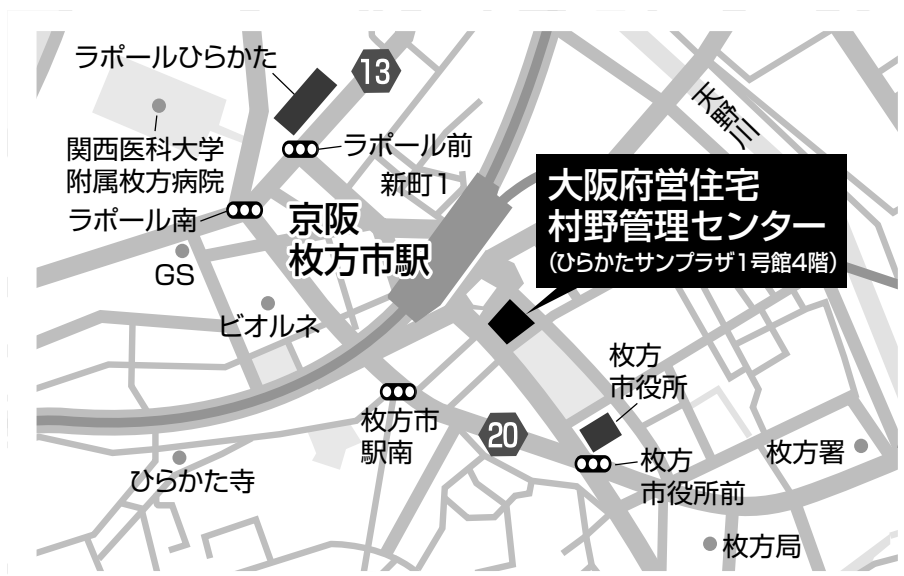 ラポールひらかた
13
天野川
関西医科大学
附属枚方病院
ラポール前
新町1
ラポール南
京阪
枚方市駅
大阪府営住宅
村野管理センター
(ひらかたサンプラザ1号館4階)
GS
ビオルネ
枚方
市役所
枚方市
駅南
20
枚方
市役所前
枚方署
ひらかた寺
枚方局